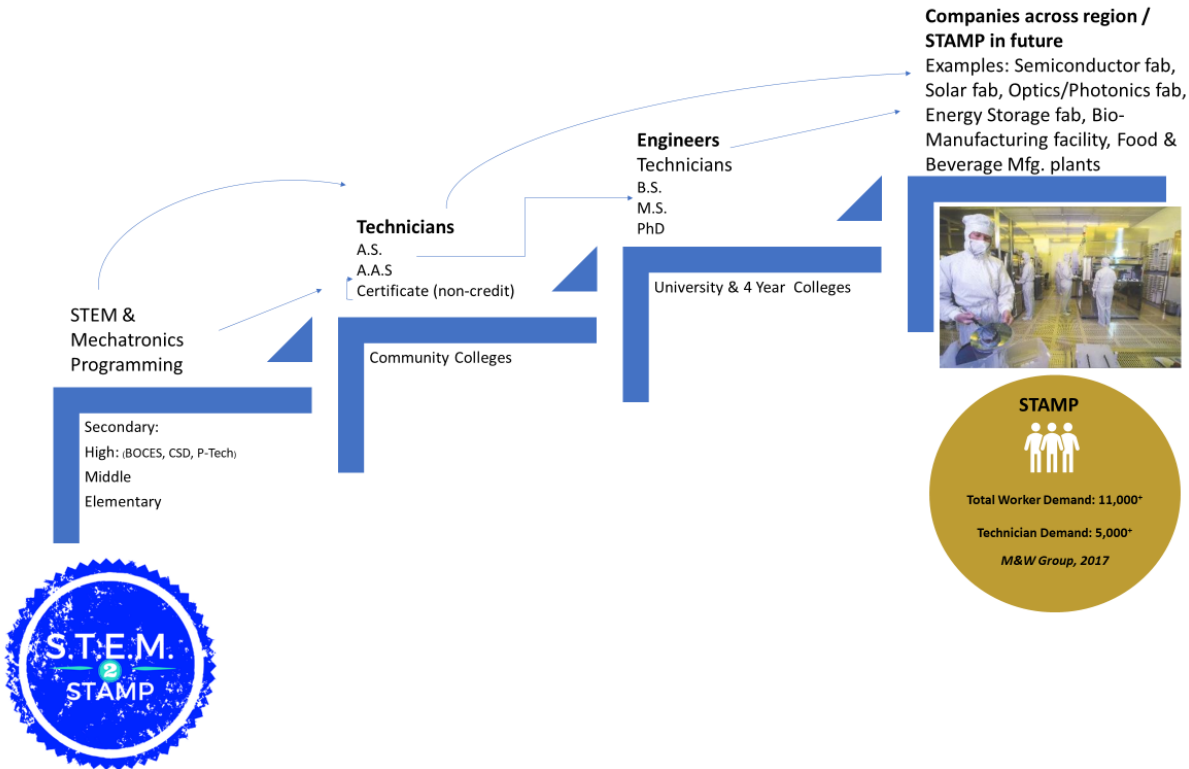 Companies across region /
STAMP in future
Examples: Semiconductor fab,
Solar fab, Optics/Photonics fab,
Energy Storage fab, Bio-
Manufacturing facility, Food &
Beverage Mfg. plants
Engineers
Technicians
B.S.
M.S.
PhD
University & 4 Year Colleges
Technicians
A.S.
A.A.S
Certificate (non-credit)
Community Colleges
STEM &
Mechatronics
Programming
Secondary:
High: (BOCES, CSD, P-Tech)
Middle
Elementary
STAMP
Total Worker Demand: 11,000+
Technician Demand: 5,000+
M&W Group, 2017
S.T.E.M.
2
STAMP